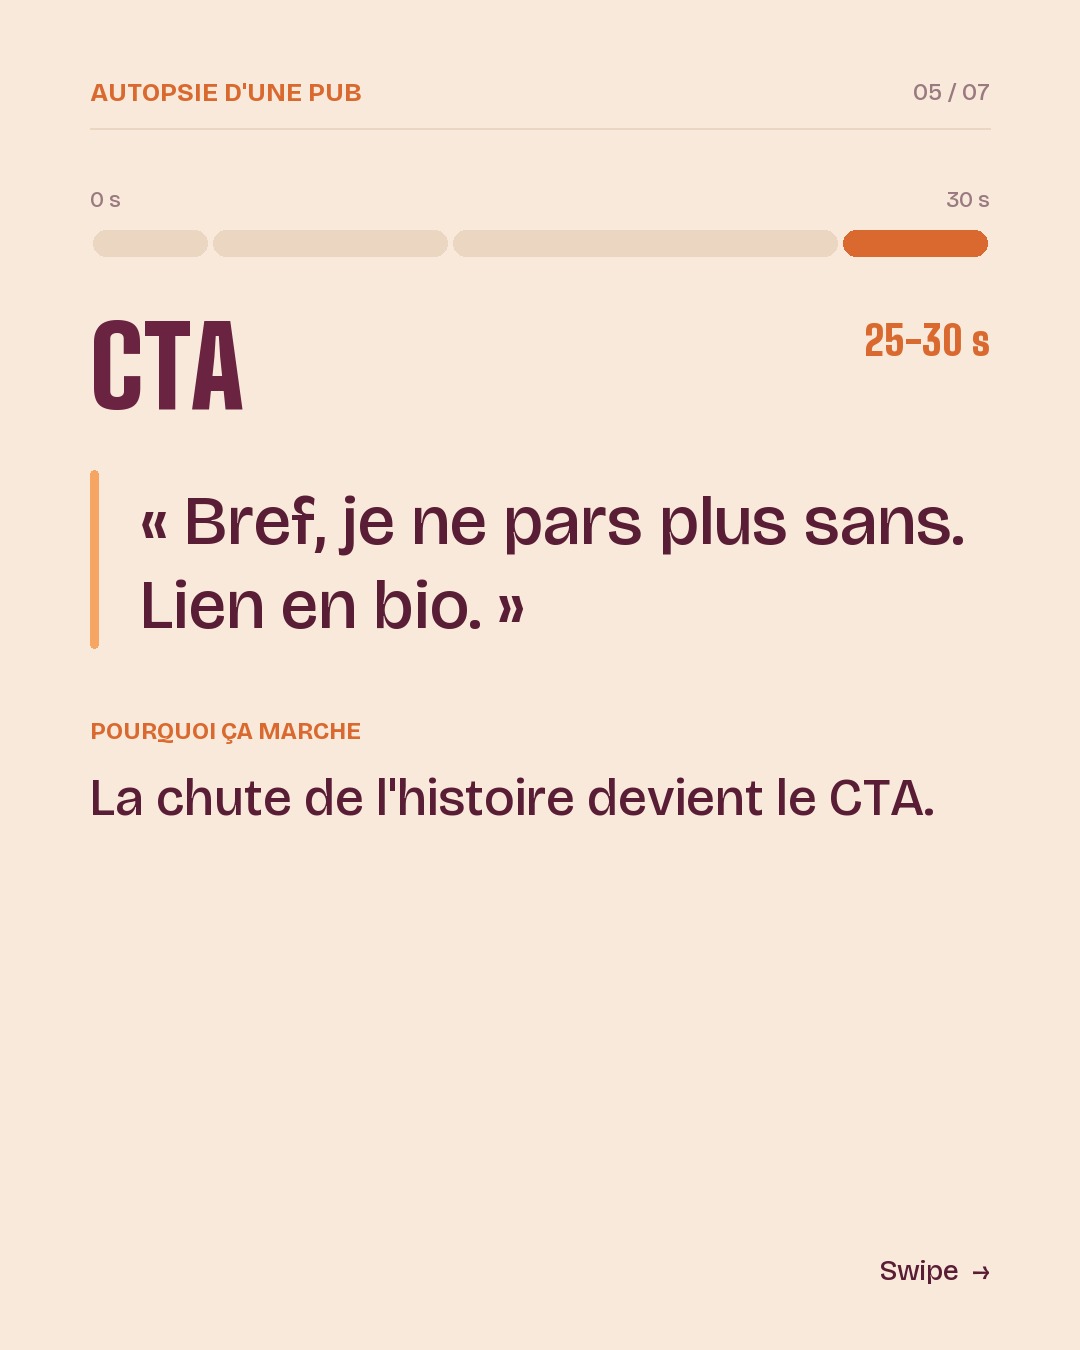 AUTOPSIE D'UNE PUB
05 / 07
0 s
30 s
CTA
25–30 s
« Bref, je ne pars plus sans.
Lien en bio. »
POURQUOI ÇA MARCHE
La chute de l'histoire devient le CTA.
Swipe →